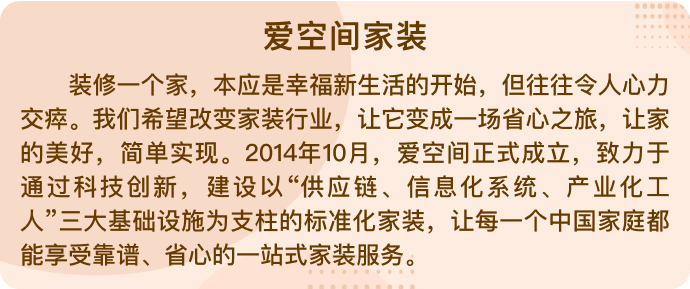 爱空间家装
装修一个家，本应是幸福新生活的开始，但往往令人心力
交瘁。我们希望改变家装行业，让它变成一场省心之旅，让家
的美好，简单实现。2014年10月，爱空间正式成立，致力于
通过科技创新，建设以“供应链、信息化系统、产业化工
人”三大基础设施为支柱的标准化家装，让每一个中国家庭都
能享受靠谱、省心的一站式家装服务。